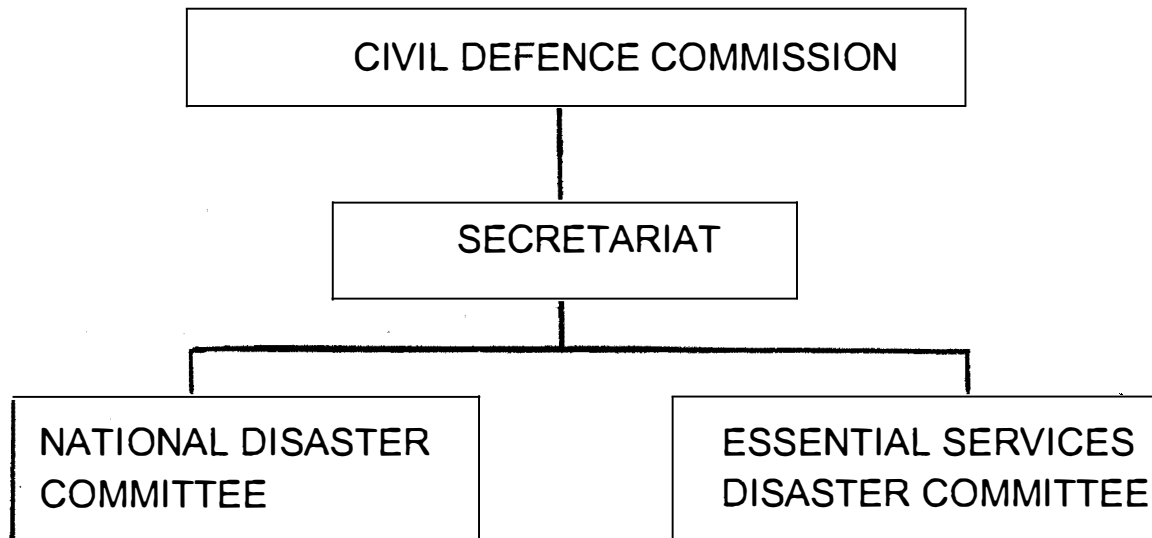 CIVIL DEFENCE COMMISSION
SECRETARIAT
NATIONAL DISASTER
COMMITTEE
ESSENTIAL SERVICES
DISASTER COMMITTEE